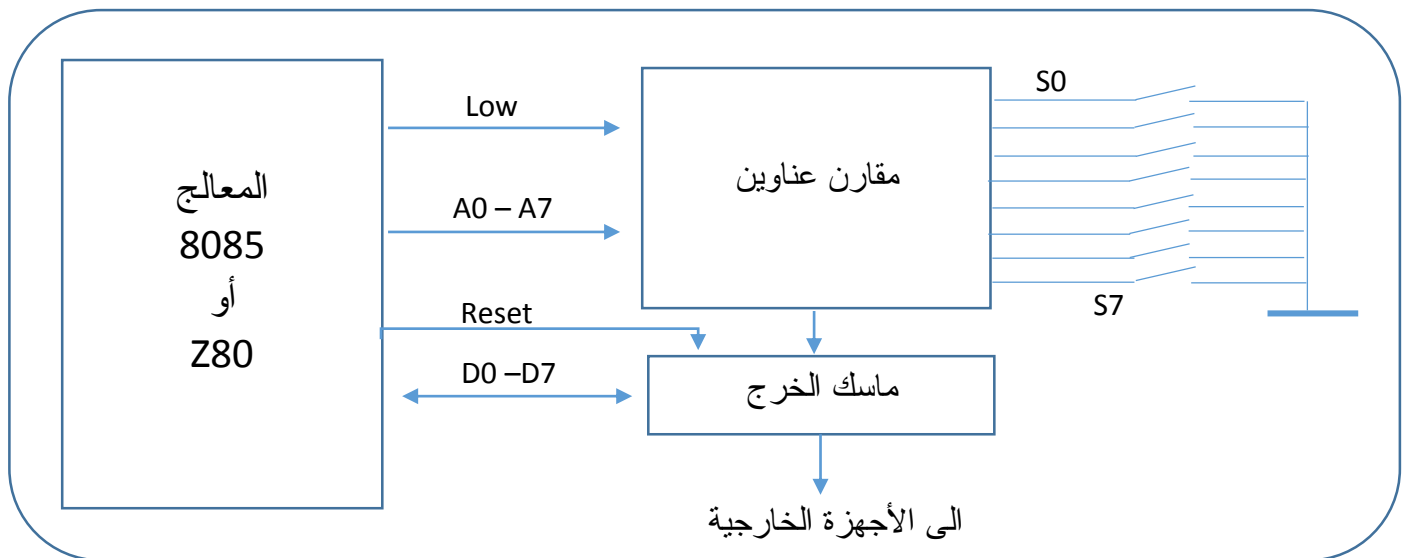 المعالج
8085
أو
Z80
Low
A0 – A7
Reset
D0 –D7
مقارن عناوين
ماسك الخرج
الى الأجهزة الخارجية
S0
S7